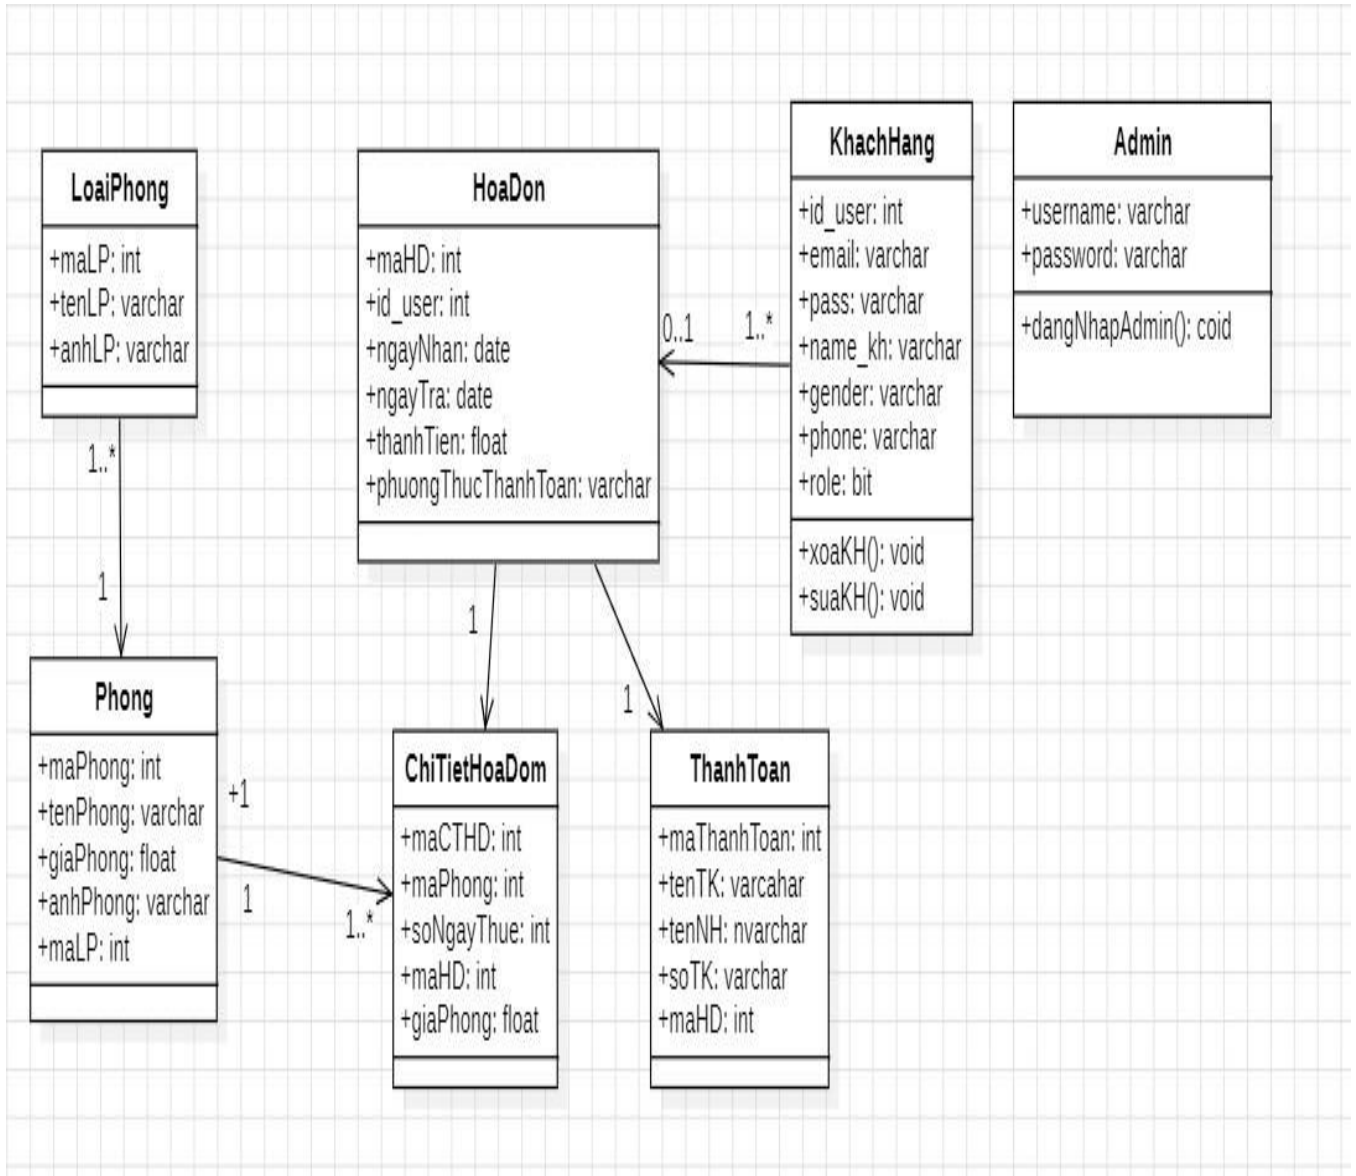 LoaiPhong
+maLP: int
+tenLP: varchar
+anhLP: varchar
1..*
1
HoaDon
+maHD: int
+id_user: int
+ngayNhan: date
+ngayTra: date
+thanhTien: float
+phuongThucThanhToan: varchar
0..1
1..*
KhachHang
+id_user: int
+email: varchar
+pass: varchar
+name_kh: varchar
+gender: varchar
+phone: varchar
+role: bit
+xoaKH(): void
+suaKH(): void
Admin
+username: varchar
+password: varchar
+dangNhapAdmin(): coid
1
1
Phong
+maPhong: int
+tenPhong: varchar
+giaPhong: float
+anhPhong: varchar
+maLP: int
+1
1
1..*
ChiTietHoaDom
+maCTHD: int
+maPhong: int
+soNgayThue: int
+maHD: int
+giaPhong: float
ThanhToan
+maThanhToan: int
+tenTK: varcahar
+tenNH: nvarchar
+soTK: varchar
+maHD: int